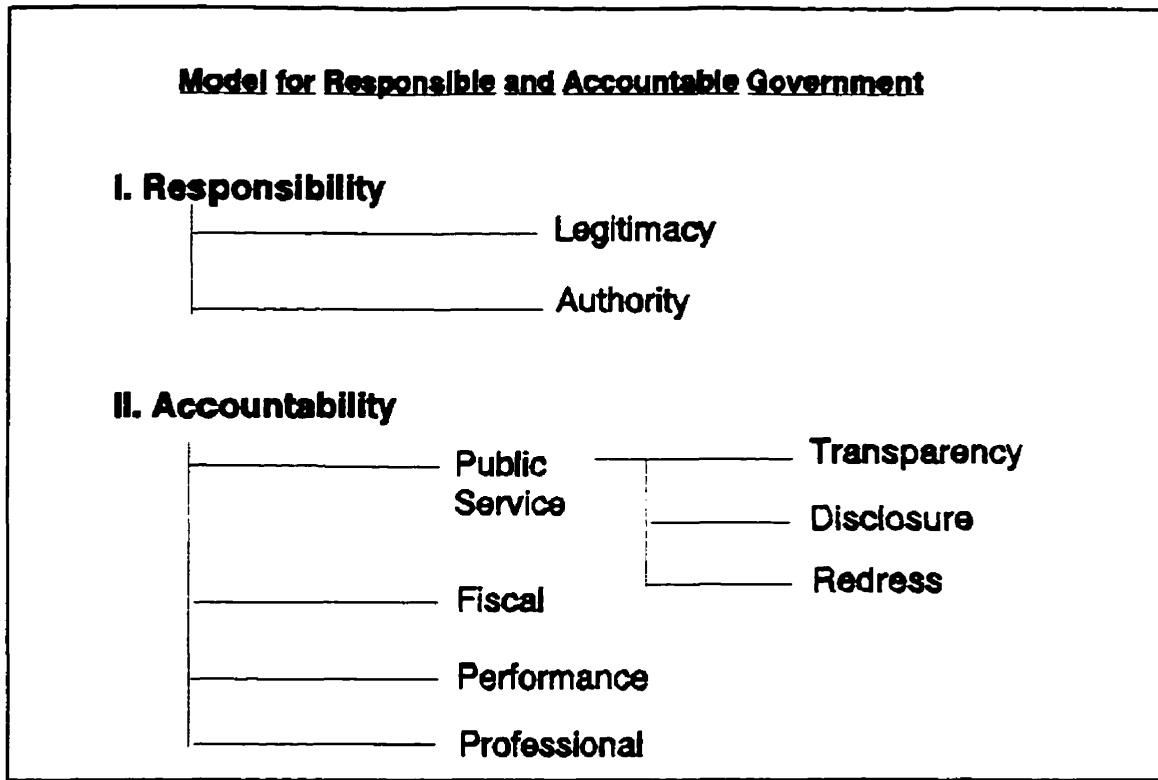 Model for Responsible and Accountable Government
I. Responsibility
Legitimacy
Authority
II. Accountability
Public
Service
Transparency
Disclosure
Redress
Fiscal
Performance
Professional